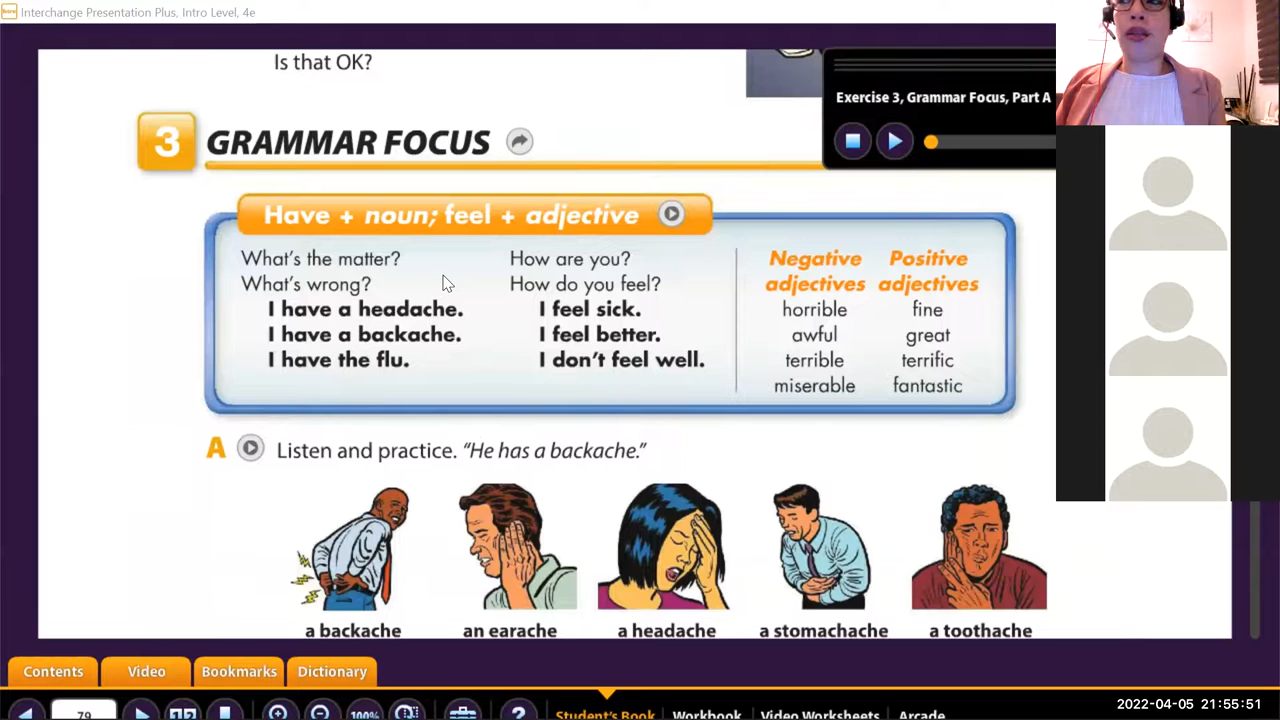 Interchange Presentation Plus, Intro Level, 4e
Is that OK?
Exercise 3, Grammar Focus, Part A
3 GRAMMAR FOCUS
Have + noun; feel + adjective
What's the matter?
What's wrong?
I have a headache.
I have a backache.
I have the flu.
How are you?
How do you feel?
I feel sick.
I feel better.
I don't feel well.
Negative adjectives
horrible
awful
terrible
miserable
Positive adjectives
fine
great
terrific
fantastic
A Listen and practice. "He has a backache."
a backache an earache a headache a stomachache a toothache
Contents Video Bookmarks Dictionary
79 100% ? Student's Book Workbook Video Worksheets Arcade
2022-04-05 21:55:51